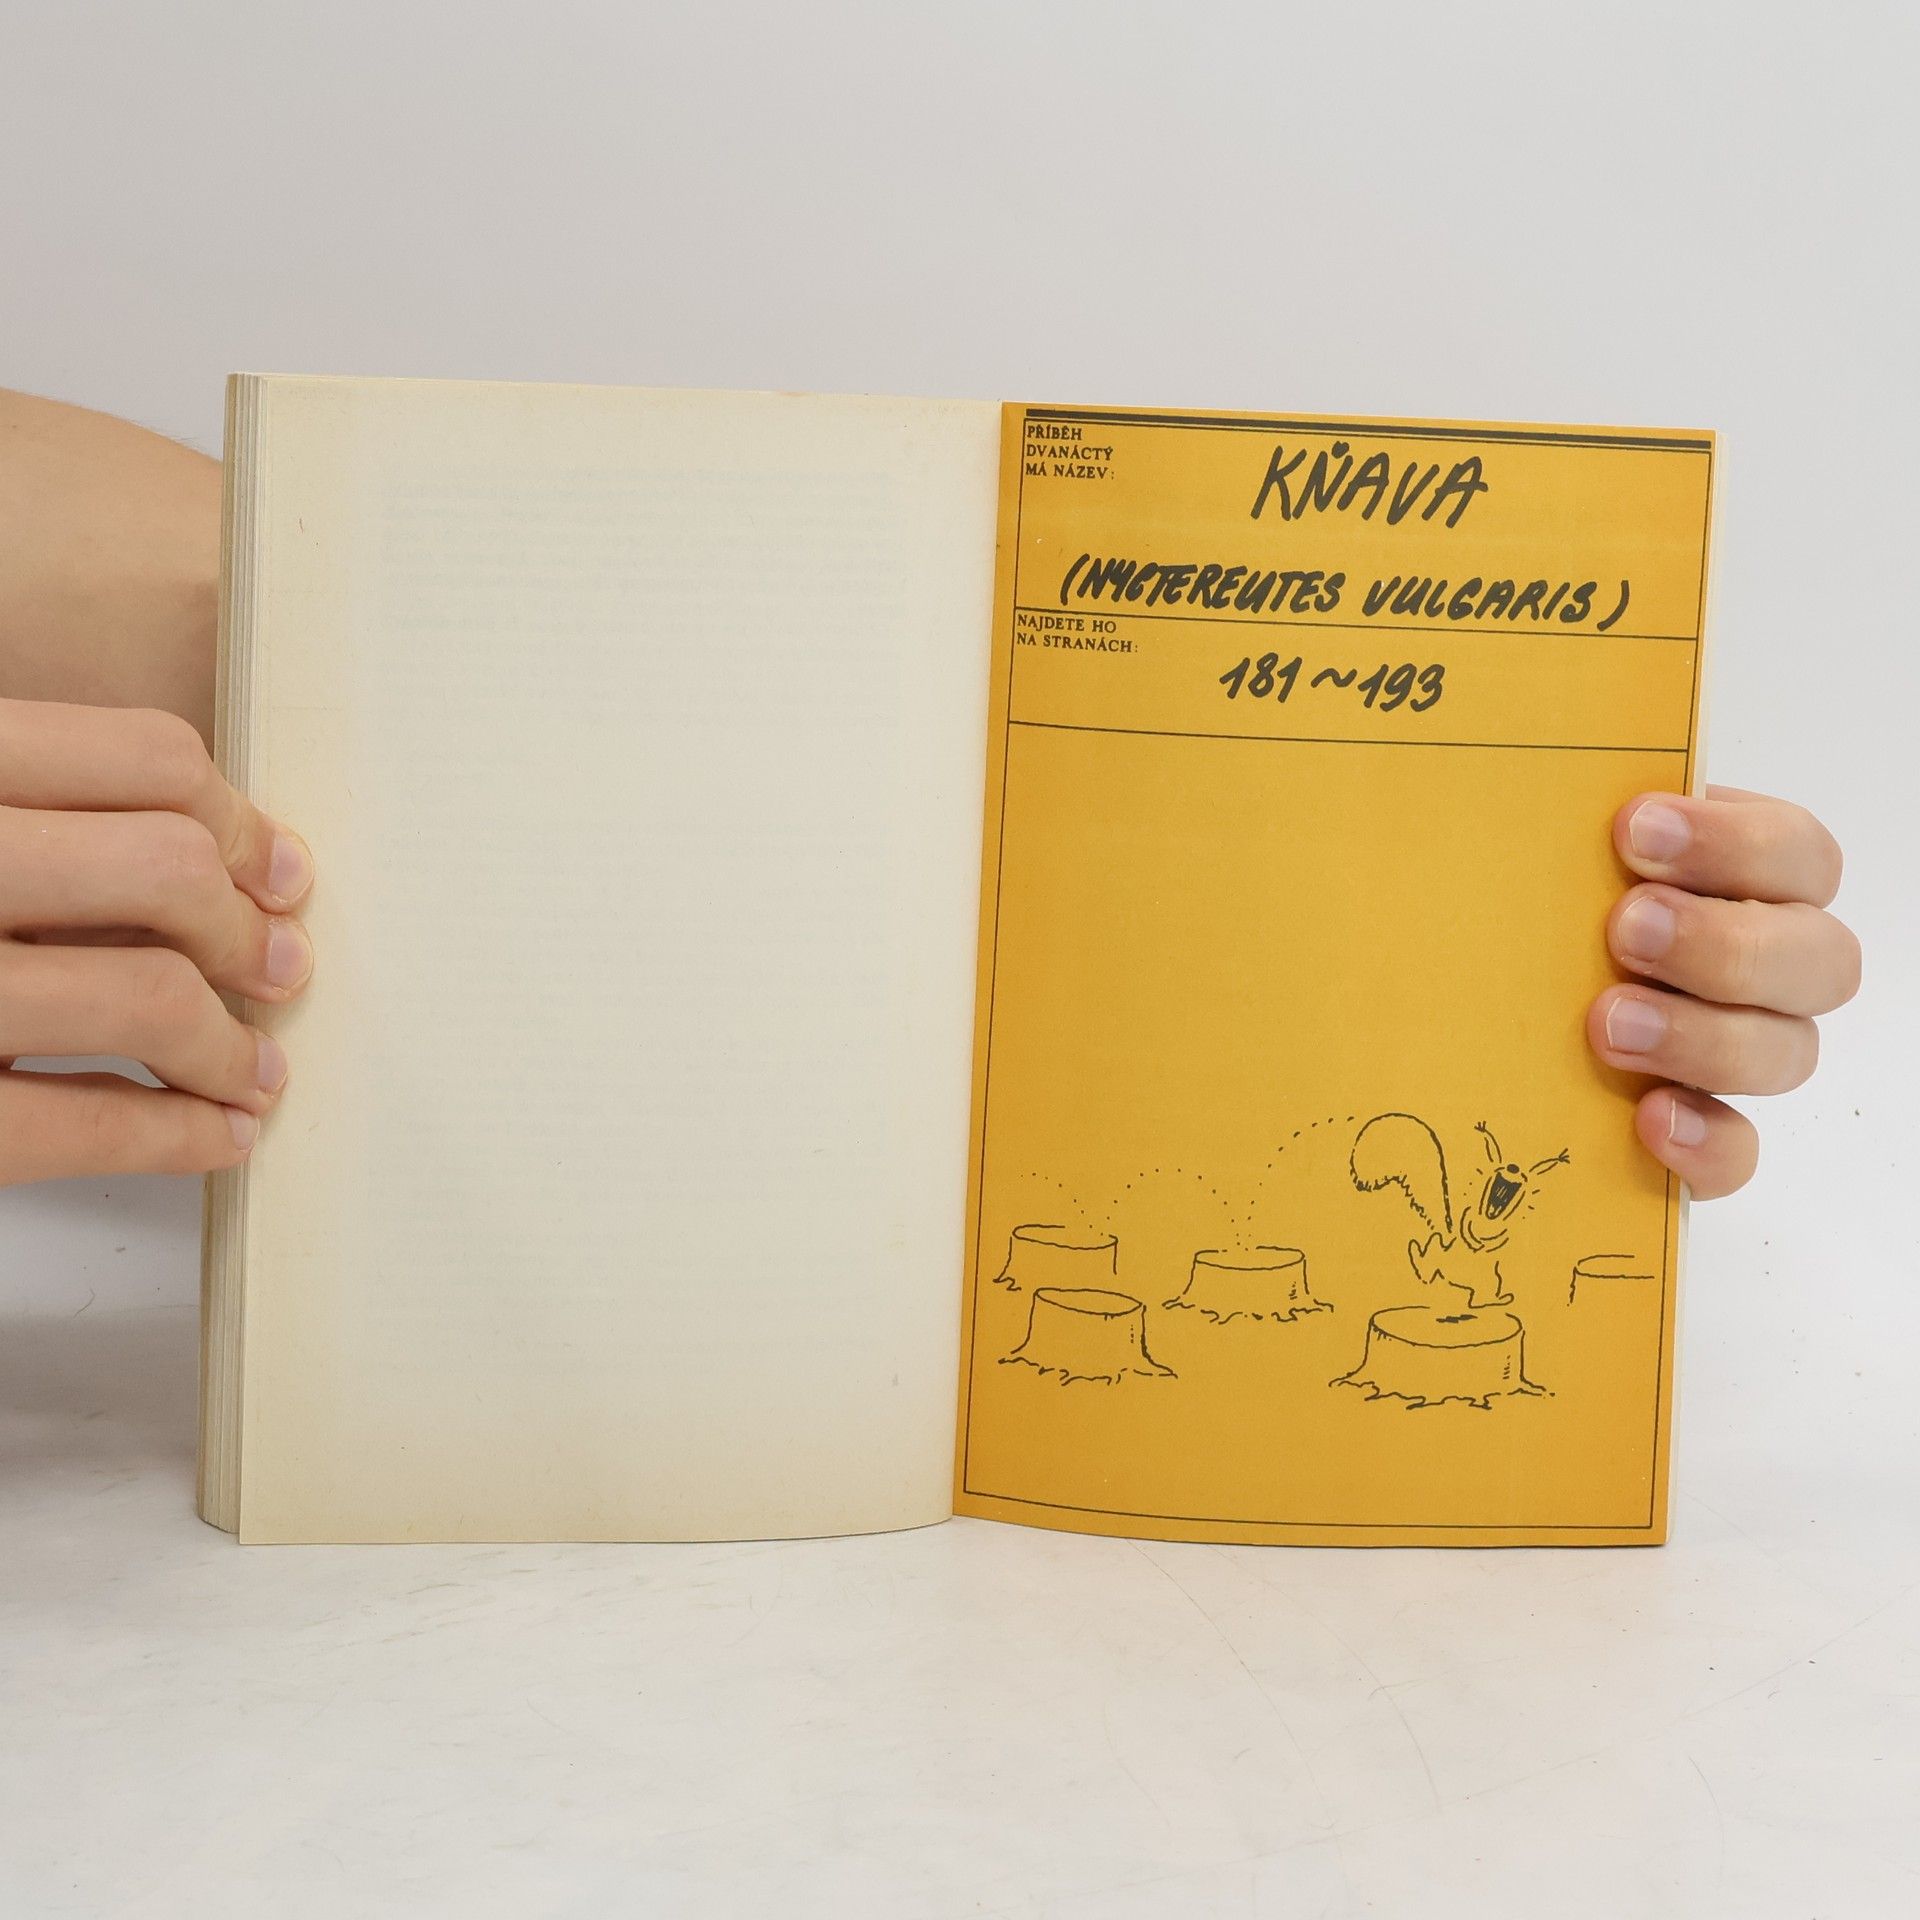 PŘÍBĚH
DVANÁCTÝ
MÁ NÁZEV:
KŇAVA
(NYCTEREUTES VULGARIS)
NAJDETE HO
NA STRANÁCH:
181~193